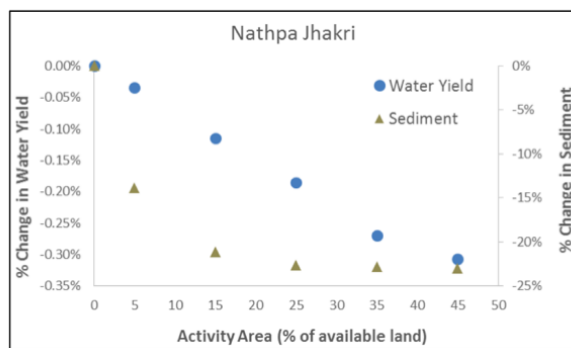 Nathpa Jhakri
% Change in Water Yield
0.00%
-0.05%
-0.10%
-0.15%
-0.20%
-0.25%
-0.30%
-0.35%
Water Yield
Sediment
0%
-5%
-10%
-15%
-20%
-25%
% Change in Sediment
0 5 10 15 20 25 30 35 40 45 50
Activity Area (% of available land)